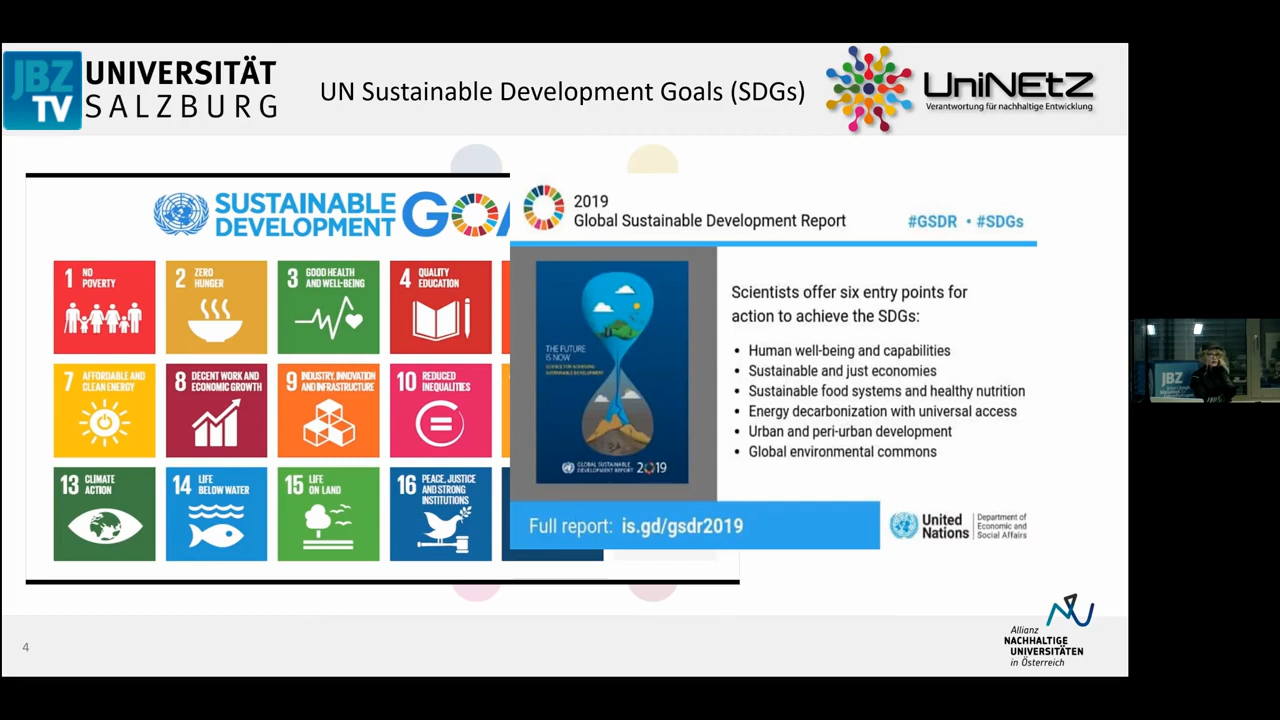 JBZ
TV
UNIVERSITÄT
SALZBURG
UN Sustainable Development Goals (SDGs)
UniNEtZ
Verantwortung für nachhaltige Entwicklung
SUSTAINABLE
DEVELOPMENT
GOA
1 NO
POVERTY
2 ZERO
HUNGER
3 GOOD HEALTH
AND WELL-BEING
4 QUALITY
EDUCATION
7 AFFORDABLE AND
CLEAN ENERGY
8 DECENT WORK AND
ECONOMIC GROWTH
9 INDUSTRY, INNOVATION
AND INFRASTRUCTURE
10 REDUCED
INEQUALITIES
13 CLIMATE
ACTION
14 LIFE
BELOW WATER
15 LIFE
ON LAND
16 PEACE, JUSTICE
AND STRONG
INSTITUTIONS
2019
Global Sustainable Development Report
#GSDR • #SDGs
THE FUTURE
IS NOW
SCIENCE FOR ACHIEVING
SUSTAINABLE DEVELOPMENT
GLOBAL SUSTAINABLE
DEVELOPMENT REPORT 2019
Scientists offer six entry points for
action to achieve the SDGs:
• Human well-being and capabilities
• Sustainable and just economies
• Sustainable food systems and healthy nutrition
• Energy decarbonization with universal access
• Urban and peri-urban development
• Global environmental commons
Full report: is.gd/gsdr2019
United
Nations
Department of
Economic and
Social Affairs
4
Allianz
NACHHALTIGE
UNIVERSITÄTEN
in Österreich
JBZ